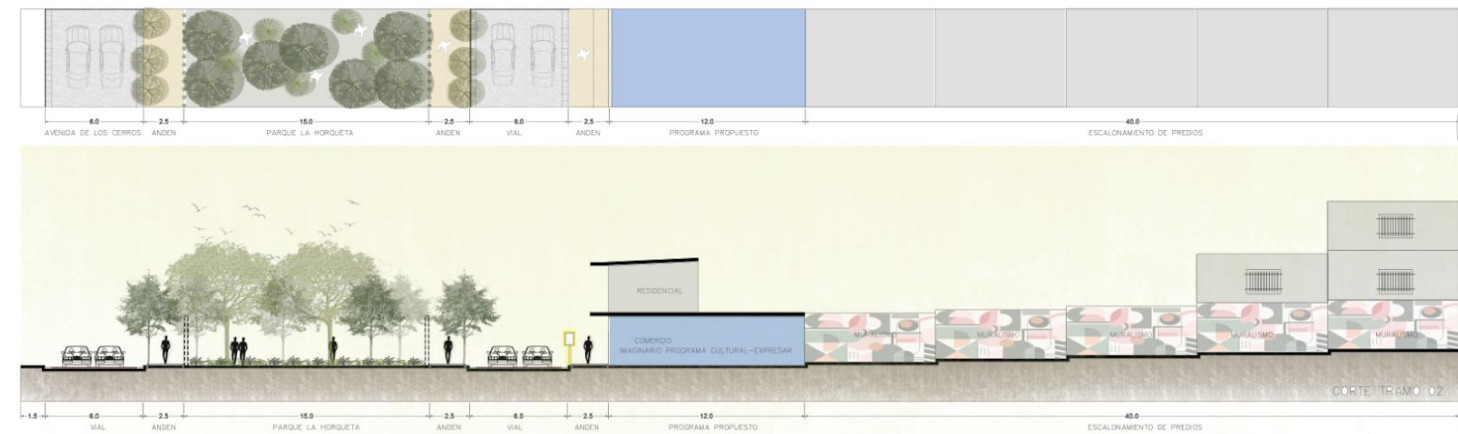 6.0 2.5 15.0 2.5 6.0 2.5 12.0 40.0
AVENIDA DE LOS CERROS ANDEN PARQUE LA HORQUETA ANDEN VIAL ANDEN PROGRAMA PROPUESTO ESCALONAMIENTO DE PREDIOS
RESIDENCIAL
COMERCIO
IMAGINARIO PROGRAMA CULTURAL-EXPRESAR
MURALISMO MURALISMO MURALISMO MURALISMO MURALISMO
CORTE TRAMO 02
1.5 6.0 2.5 15.0 2.5 6.0 2.5 12.0 40.0
VIAL ANDEN PARQUE LA HORQUETA ANDEN VIAL ANDEN PROGRAMA PROPUESTO ESCALONAMIENTO DE PREDIOS